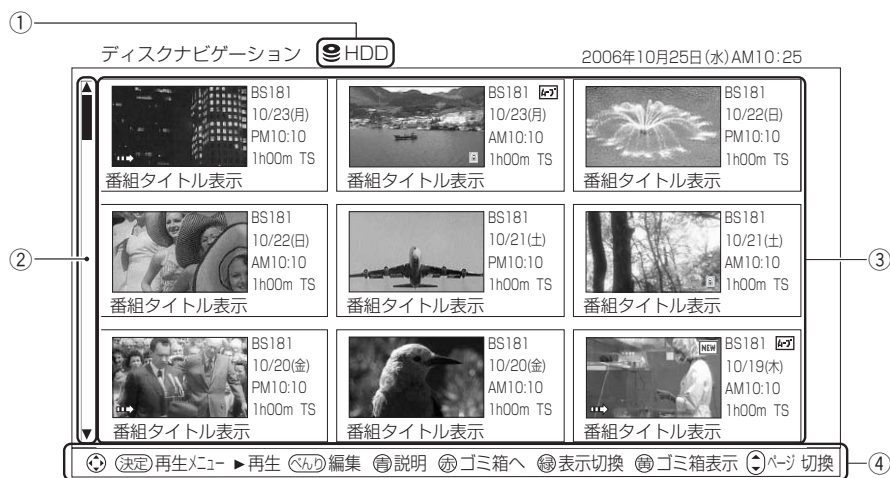 ①
ディスクナビゲーション HDD 2006年10月25日(水)AM10:25
BS181
10/23(月)
PM10:10
1h00m TS
番組タイトル表示
BS181 ムーブ
10/23(月)
AM10:10
1h00m TS
番組タイトル表示
BS181
10/22(日)
PM10:10
1h00m TS
番組タイトル表示
②
BS181
10/22(日)
AM10:10
1h00m TS
番組タイトル表示
BS181
10/21(土)
PM10:10
1h00m TS
番組タイトル表示
BS181
10/21(土)
AM10:10
1h00m TS
番組タイトル表示
③
BS181
10/20(金)
PM10:10
1h00m TS
番組タイトル表示
BS181
10/20(金)
AM10:10
1h00m TS
番組タイトル表示
NEW
BS181 ムーブ
10/19(木)
AM10:10
1h00m TS
番組タイトル表示
決定 再生メニュー ►再生 べんり 編集 青 説明 赤 ゴミ箱へ 緑 表示切換 黄 ゴミ箱表示 ページ 切換
④